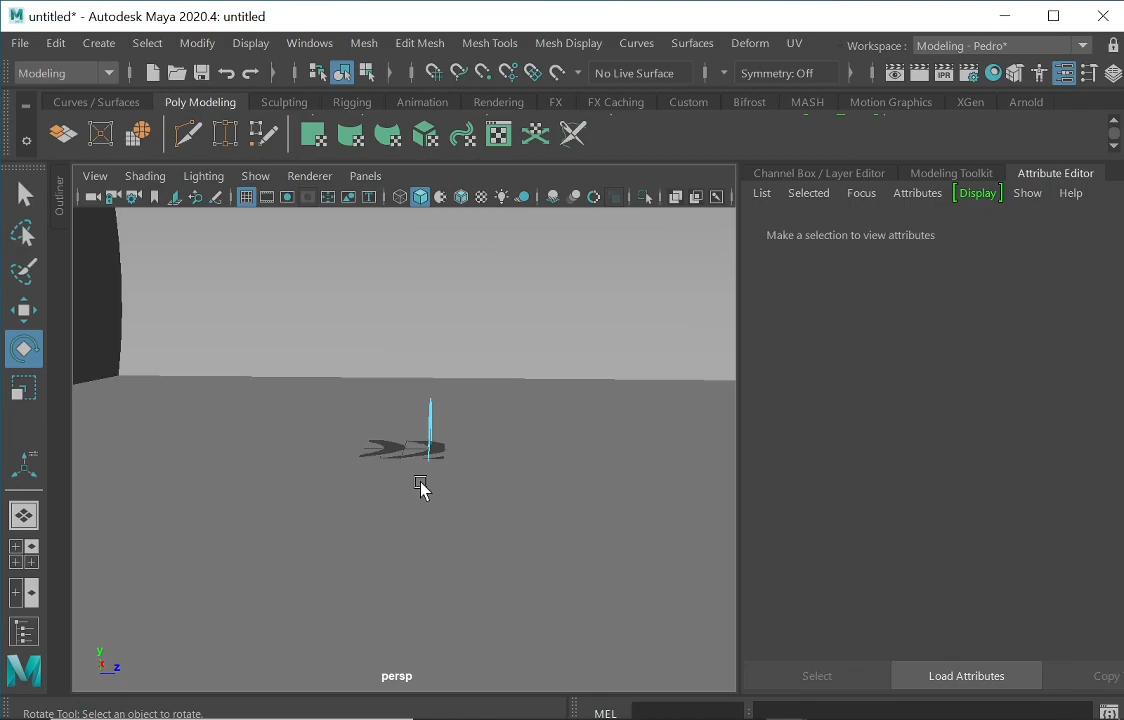 untitled* - Autodesk Maya 2020.4: untitled
File Edit Create Select Modify Display Windows Mesh Edit Mesh Mesh Tools Mesh Display Curves Surfaces Deform UV Workspace : Modeling - Pedro*
Modeling No Live Surface Symmetry: Off IPR
Curves / Surfaces Poly Modeling Sculpting Rigging Animation Rendering FX FX Caching Custom Bifrost MASH Motion Graphics XGen Arnold
Outliner
View Shading Lighting Show Renderer Panels
Channel Box / Layer Editor Modeling Toolkit Attribute Editor
List Selected Focus Attributes Display Show Help
Make a selection to view attributes
y
x z
persp
Select Load Attributes Copy
Rotate Tool: Select an object to rotate.
MEL